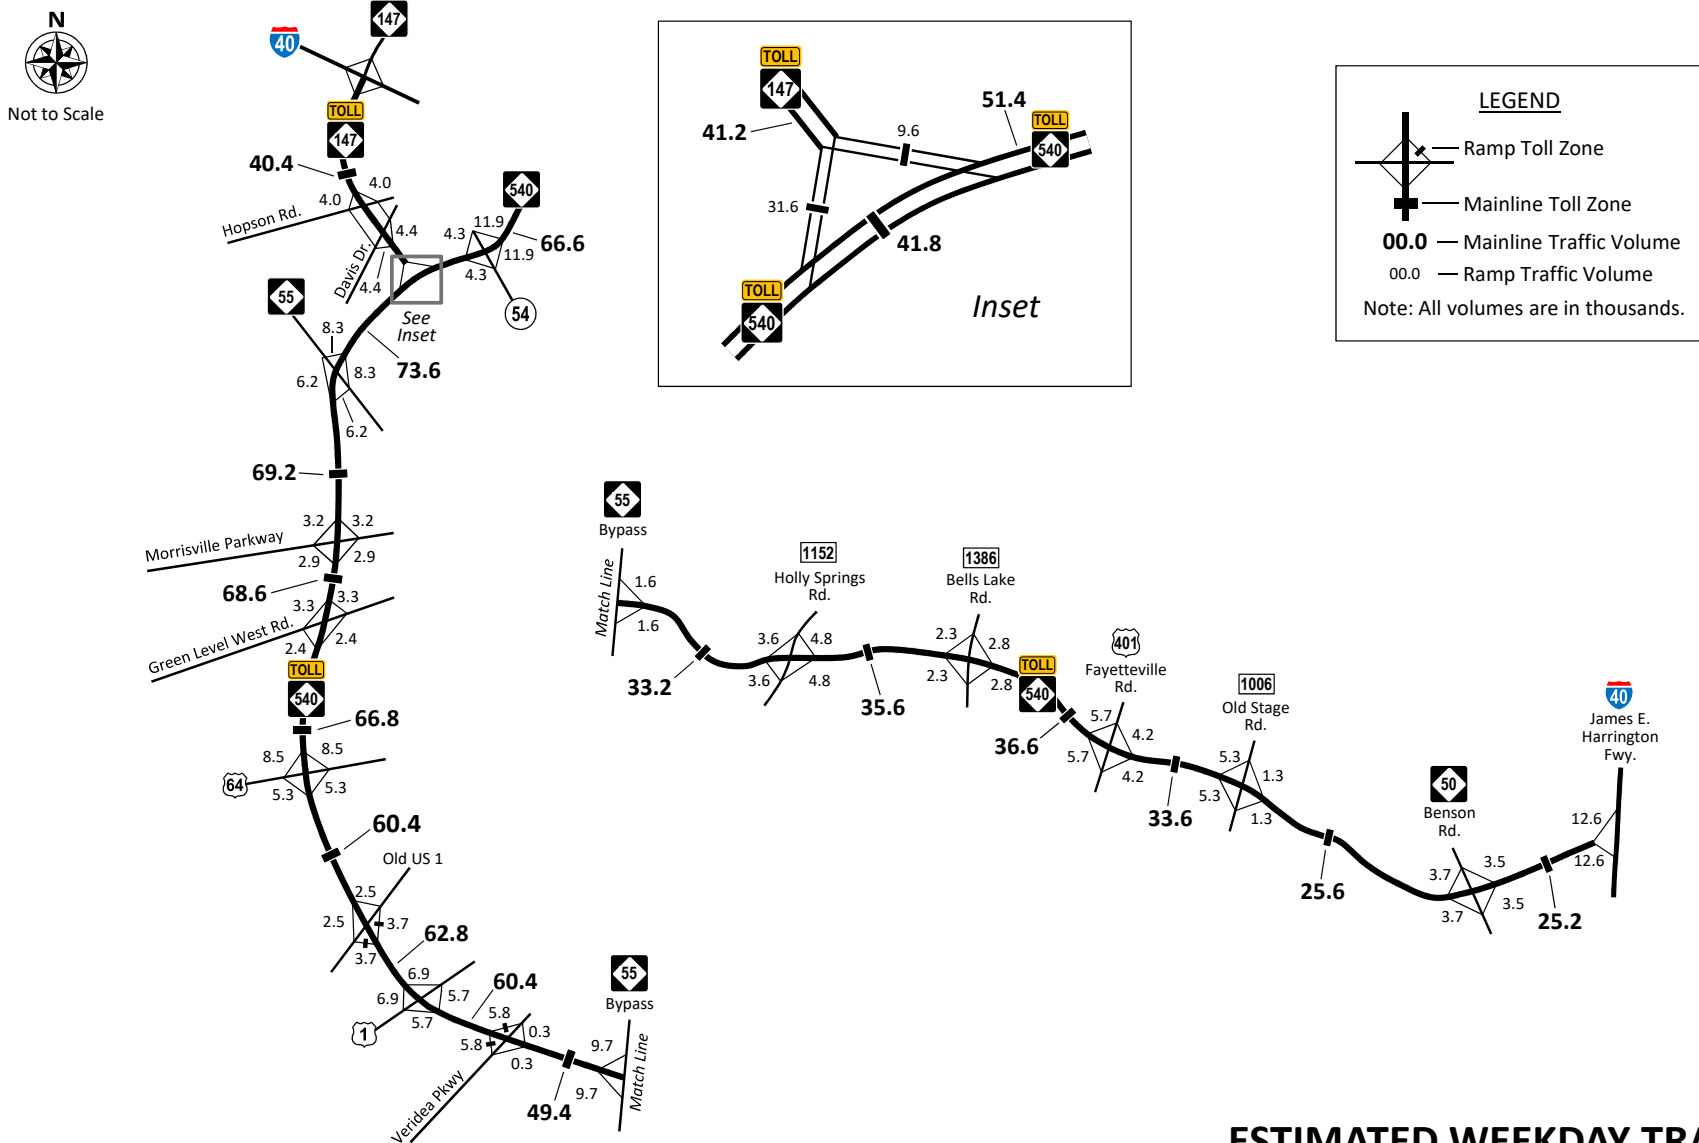 N
Not to Scale
40
147
TOLL
147
40.4
4.0
4.0
Hopson Rd.
4.4
Davis Dr.
4.4
540
11.9
4.3
66.6
11.9
4.3
54
55
See
Inset
8.3
73.6
8.3
6.2
6.2
69.2
3.2
3.2
Morrisville Parkway
2.9
2.9
68.6
3.3
3.3
Green Level West Rd.
2.4
2.4
TOLL
540
66.8
8.5
8.5
64
5.3
5.3
60.4
Old US 1
2.5
2.5
3.7
3.7
62.8
6.9
6.9
5.7
5.7
1
60.4
5.8
5.8
0.3
0.3
Veridea Pkwy
49.4
55
Bypass
9.7
9.7
Match Line
TOLL
147
41.2
9.6
51.4
TOLL
540
31.6
41.8
TOLL
540
Inset
LEGEND
Ramp Toll Zone
Mainline Toll Zone
00.0 Mainline Traffic Volume
00.0 Ramp Traffic Volume
Note: All volumes are in thousands.
55
Bypass
Match Line
1.6
1.6
33.2
1152
Holly Springs
Rd.
3.6
4.8
3.6
4.8
35.6
1386
Bells Lake
Rd.
2.3
2.8
2.3
2.8
TOLL
540
36.6
401
Fayetteville
Rd.
5.7
4.2
5.7
4.2
33.6
1006
Old Stage
Rd.
5.3
1.3
5.3
1.3
25.6
50
Benson
Rd.
3.7
3.5
3.7
3.5
25.2
40
James E.
Harrington
Fwy.
12.6
12.6
ESTIMATED WEEKDAY TRA